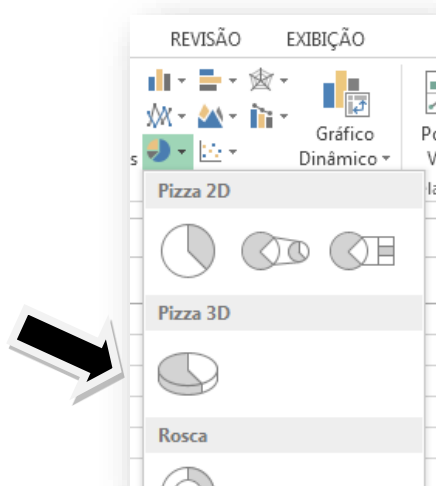 REVISÃO EXIBIÇÃO
Gráfico
Dinâmico
Pizza 2D
Pizza 3D
Rosca